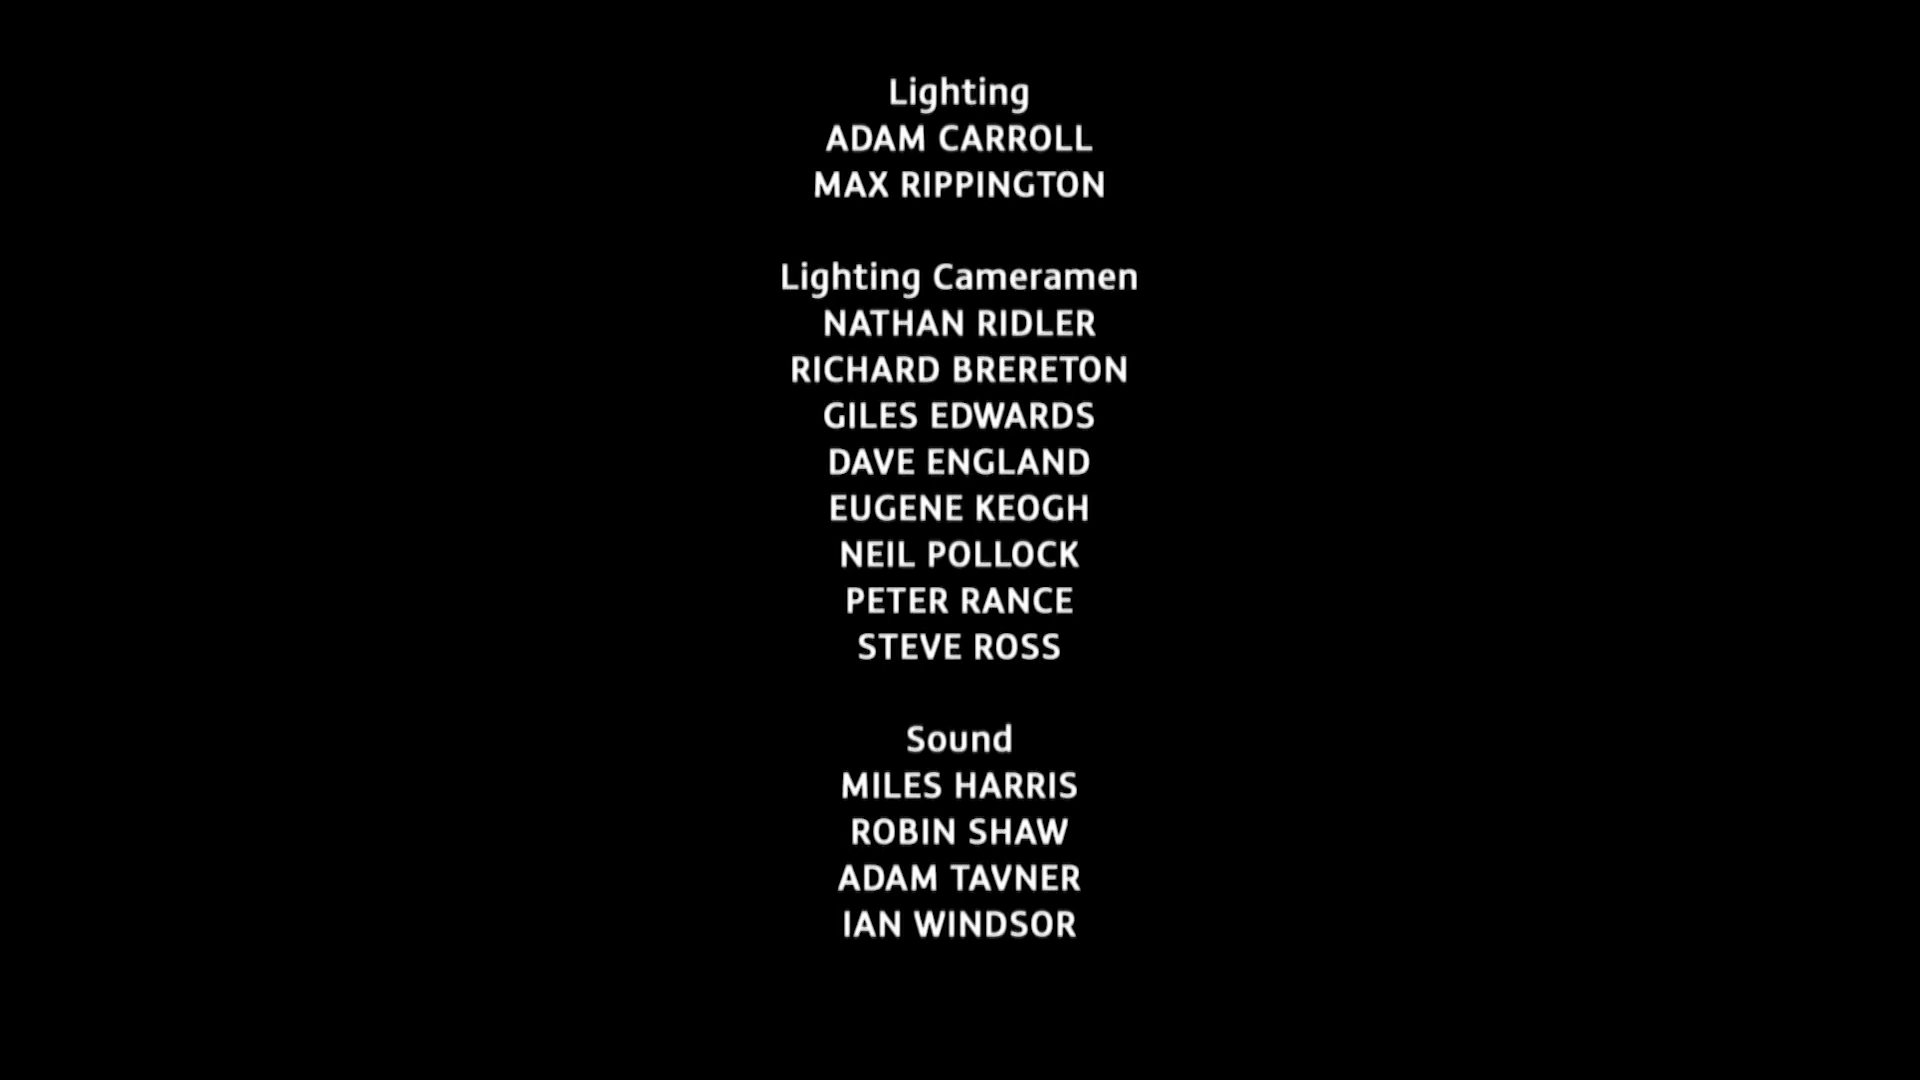 Lighting
ADAM CARROLL
MAX RIPPINGTON
Lighting Cameramen
NATHAN RIDLER
RICHARD BRERETON
GILES EDWARDS
DAVE ENGLAND
EUGENE KEOGH
NEIL POLLOCK
PETER RANCE
STEVE ROSS
Sound
MILES HARRIS
ROBIN SHAW
ADAM TAVNER
IAN WINDSOR